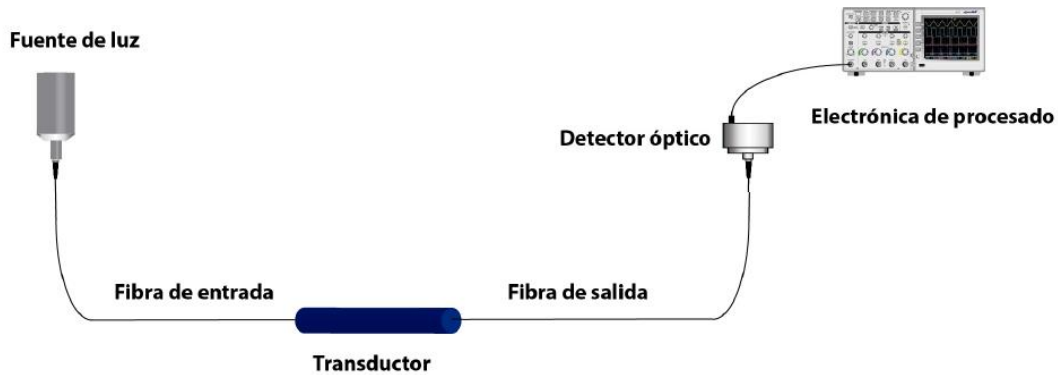 Fuente de luz
Electrónica de procesado
Detector óptico
Fibra de entrada
Fibra de salida
Transductor